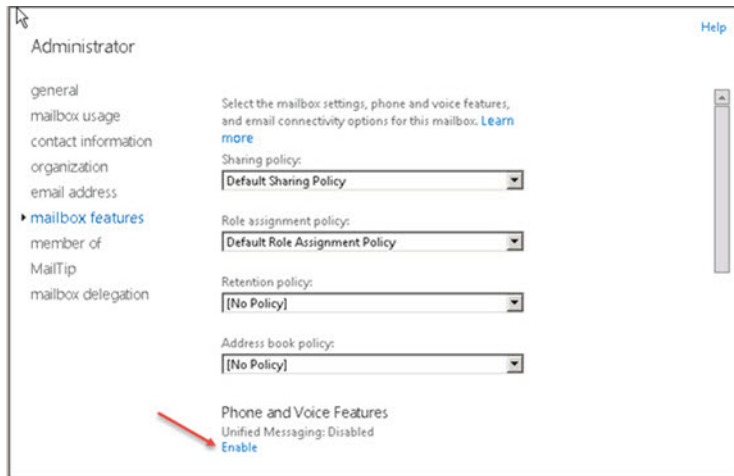 Help
Administrator
general
mailbox usage
contact information
organization
email address
mailbox features
member of
MailTip
mailbox delegation
Select the mailbox settings, phone and voice features,
and email connectivity options for this mailbox. Learn
more
Sharing policy:
Default Sharing Policy
Role assignment policy:
Default Role Assignment Policy
Retention policy:
[No Policy]
Address book policy:
[No Policy]
Phone and Voice Features
Unified Messaging: Disabled
Enable